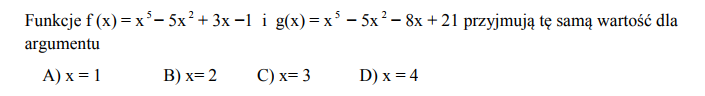 Funkcje f (x) = x⁵ – 5x² + 3x –1 i g(x) = x⁵ – 5x² – 8x + 21 przyjmują tę samą wartość dla
argumentu
A) x = 1 B) x= 2 C) x= 3 D) x = 4